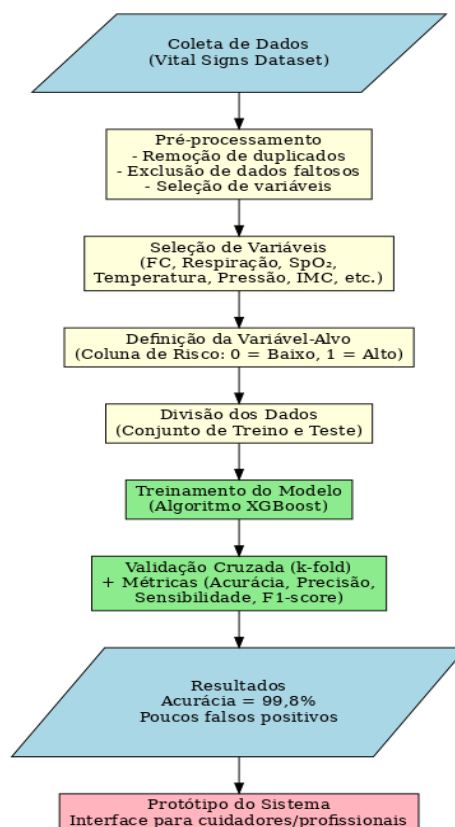 Coleta de Dados
(Vital Signs Dataset)
Pré-processamento
- Remoção de duplicados
- Exclusão de dados faltosos
- Seleção de variáveis
Seleção de Variáveis
(FC, Respiração, SpO₂,
Temperatura, Pressão, IMC, etc.)
Definição da Variável-Alvo
(Coluna de Risco: 0 = Baixo, 1 = Alto)
Divisão dos Dados
(Conjunto de Treino e Teste)
Treinamento do Modelo
(Algoritmo XGBoost)
Validação Cruzada (k-fold)
+ Métricas (Acurácia, Precisão,
Sensibilidade, F1-score)
Resultados
Acurácia = 99,8%
Poucos falsos positivos
Protótipo do Sistema
Interface para cuidadores/profissionais